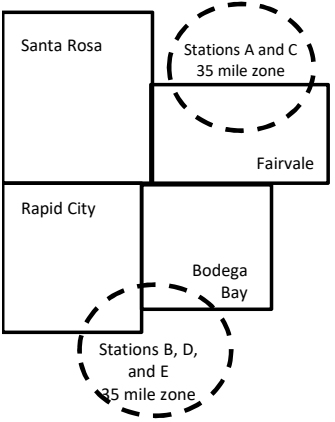 Santa Rosa
Stations A and C
35 mile zone
Fairvale
Rapid City
Bodega
Bay
Stations B, D,
and E
35 mile zone